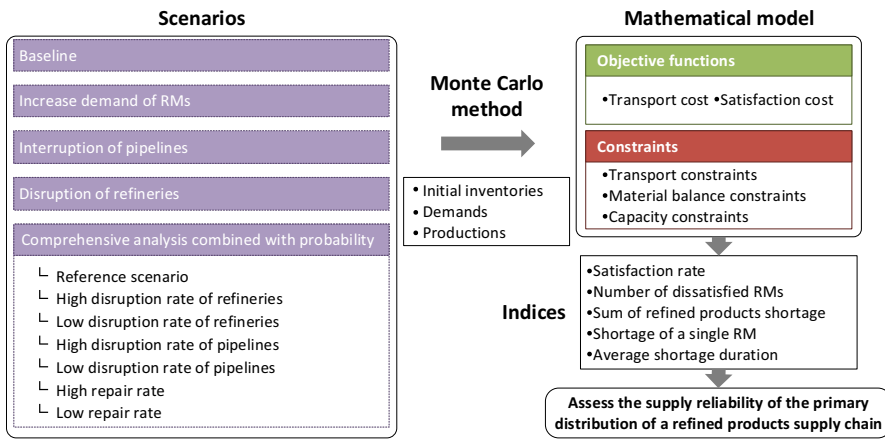 Scenarios
Baseline
Increase demand of RMs
Interruption of pipelines
Disruption of refineries
Comprehensive analysis combined with probability
Reference scenario
High disruption rate of refineries
Low disruption rate of refineries
High disruption rate of pipelines
Low disruption rate of pipelines
High repair rate
Low repair rate
Monte Carlo
method
• Initial inventories
• Demands
• Productions
Mathematical model
Objective functions
•Transport cost •Satisfaction cost
Constraints
•Transport constraints
•Material balance constraints
•Capacity constraints
Indices
•Satisfaction rate
•Number of dissatisfied RMs
•Sum of refined products shortage
•Shortage of a single RM
•Average shortage duration
Assess the supply reliability of the primary
distribution of a refined products supply chain